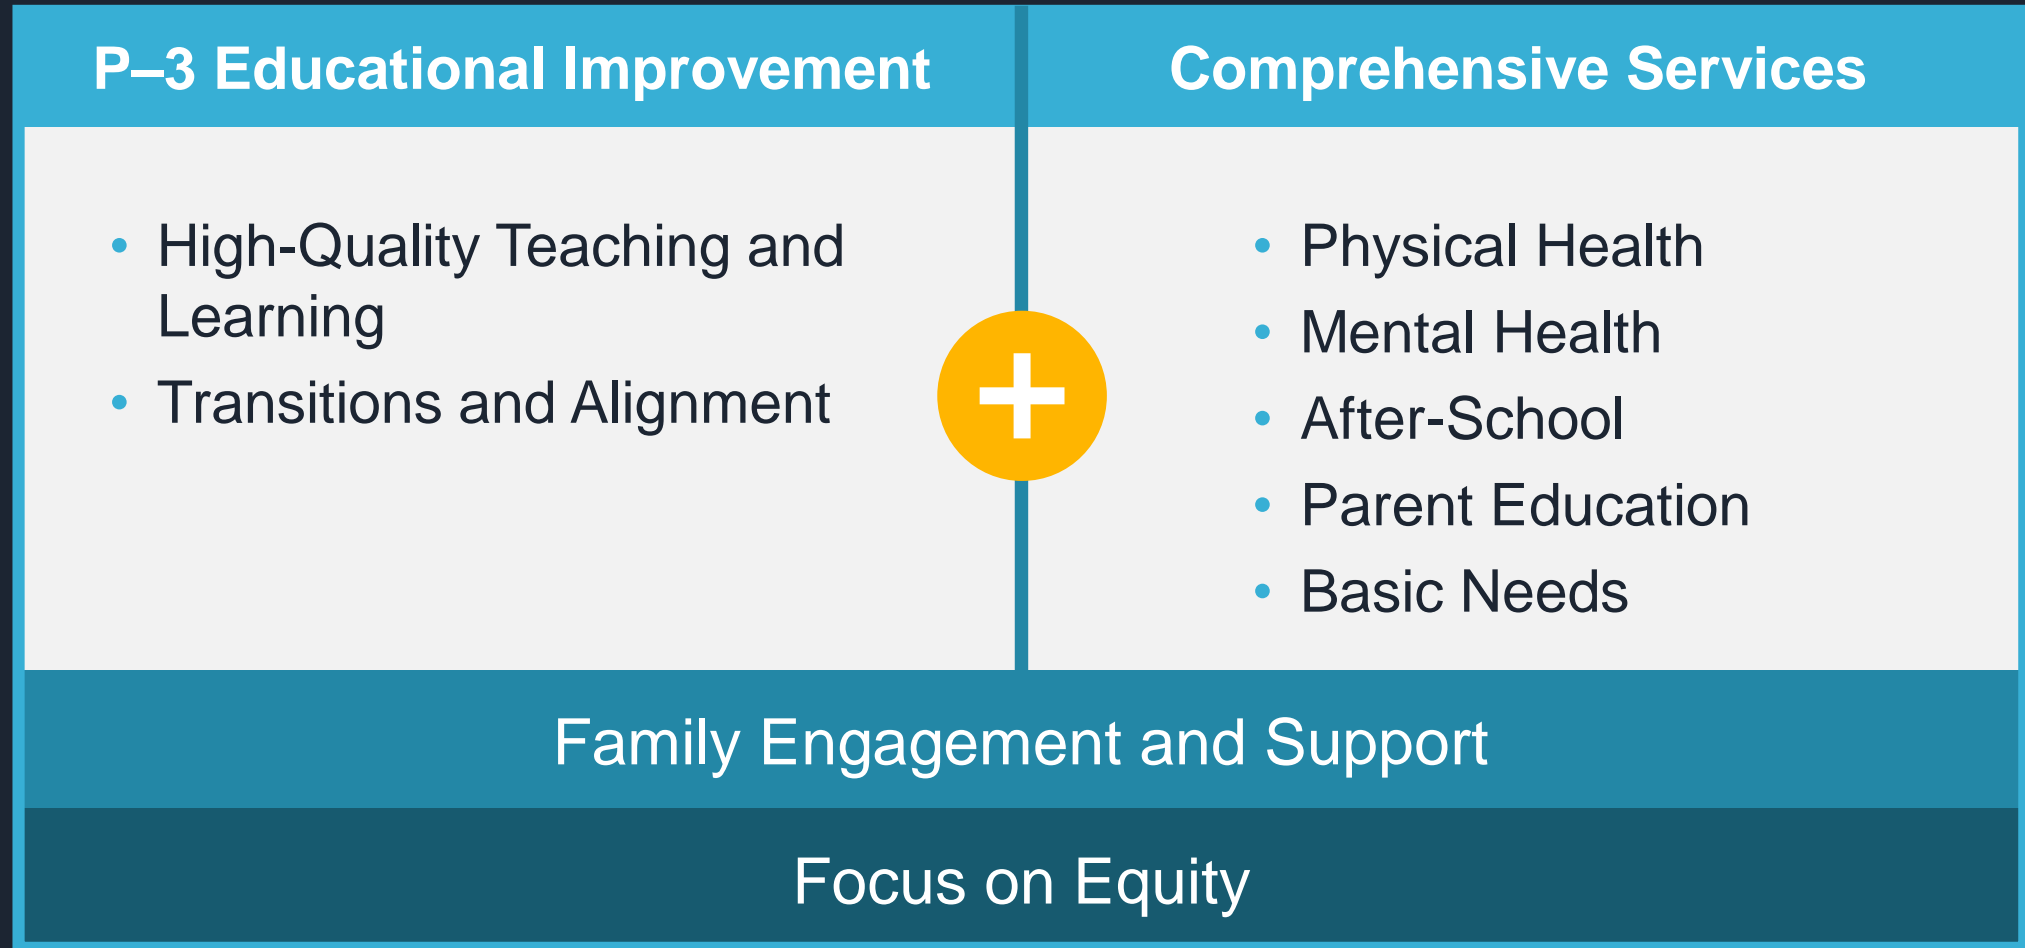 P–3 Educational Improvement
Comprehensive Services
• High-Quality Teaching and
Learning
• Transitions and Alignment
+
• Physical Health
• Mental Health
• After-School
• Parent Education
• Basic Needs
Family Engagement and Support
Focus on Equity